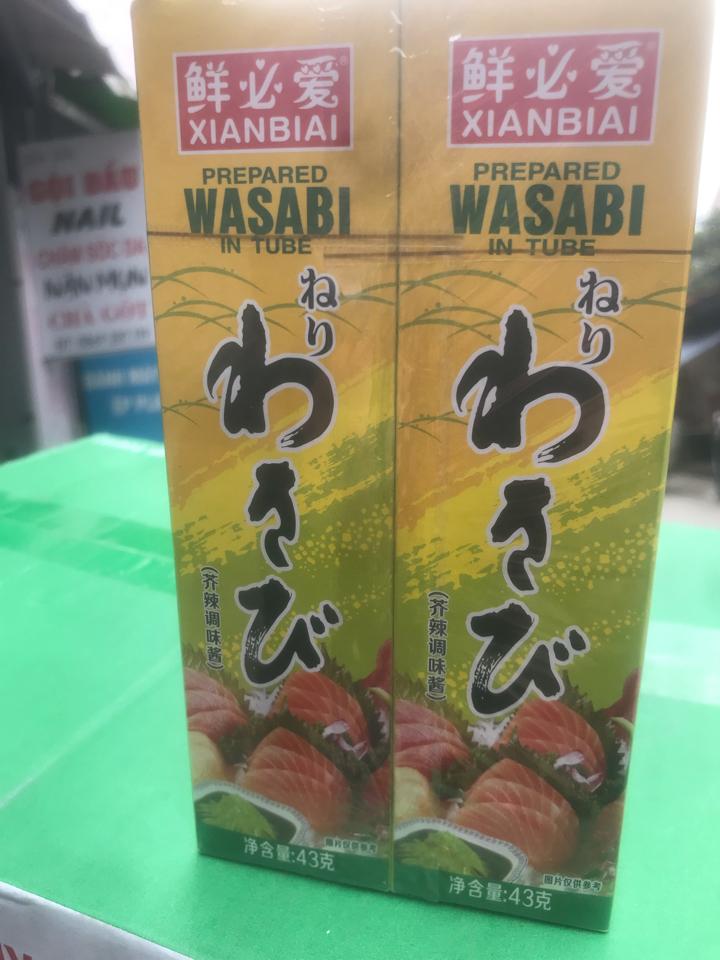 鲜必爱
XIANBIAI
PREPARED
WASABI
IN TUBE
ねり
わさび
(芥辣调味酱)
图片仅供参考
净含量:43克
鲜必爱
XIANBIAI
PREPARED
WASABI
IN TUBE
ねり
わさび
(芥辣调味酱)
图片仅供参考
净含量:43克
GỘI ĐẦU
NAIL